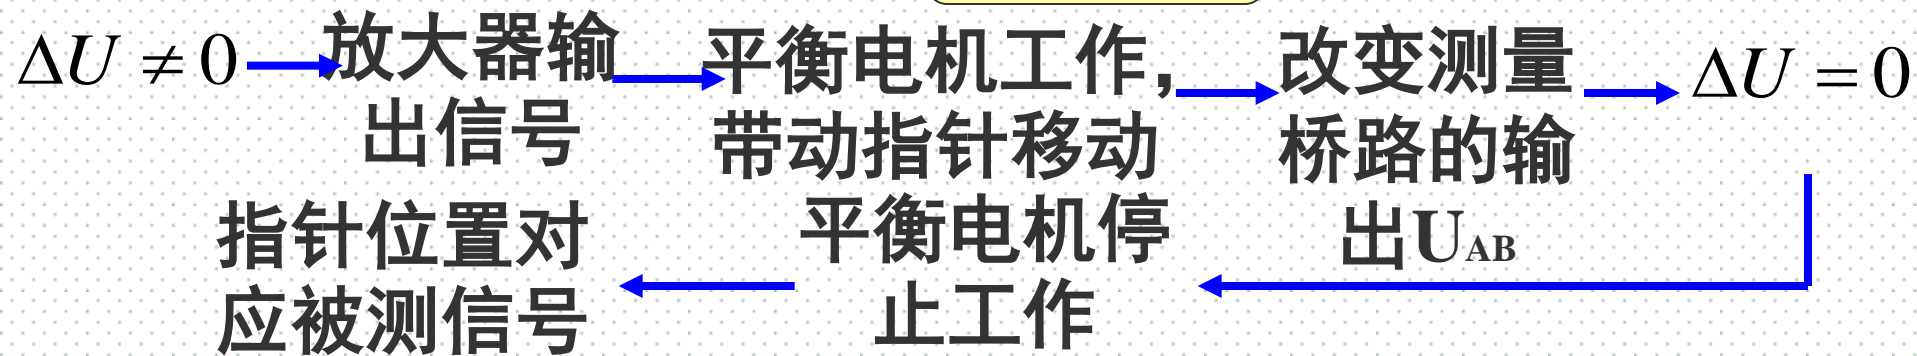 ΔU ≠ 0
放大器输
出信号
平衡电机工作，
带动指针移动
改变测量
桥路的输
出UAB
ΔU = 0
平衡电机停
止工作
指针位置对
应被测信号